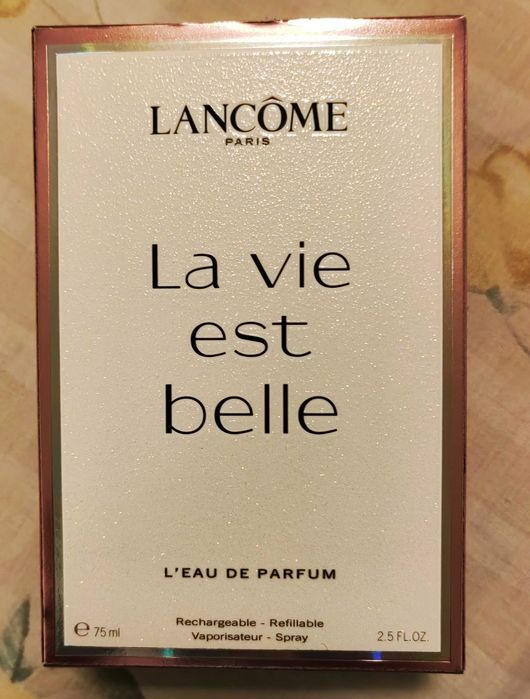 LANCÔME
PARIS
La vie
est
belle
L'EAU DE PARFUM
Rechargeable - Refillable
℮ 75 ml Vaporisateur - Spray 2.5 FL.OZ.